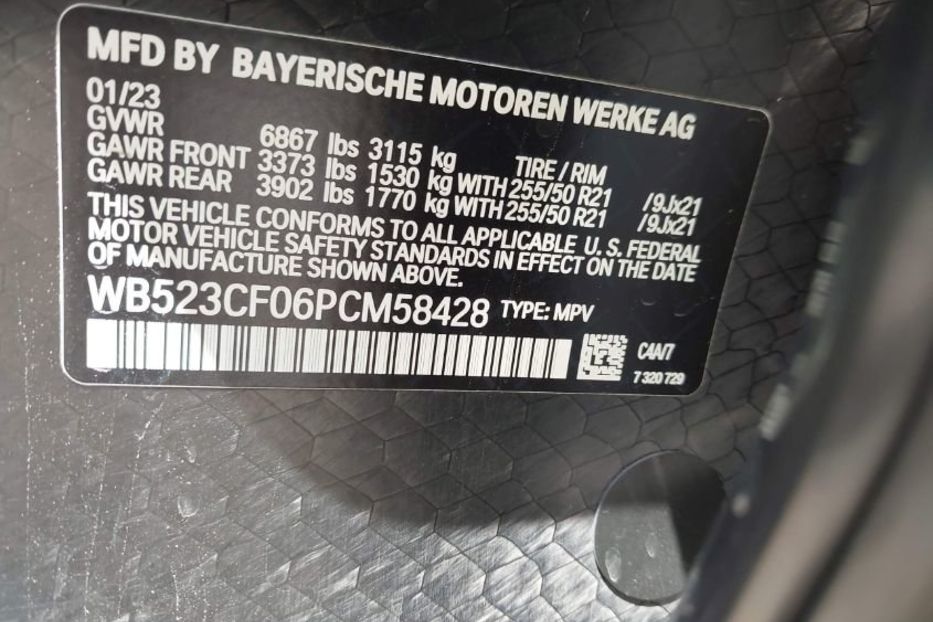 MFD BY BAYERISCHE MOTOREN WERKE AG
01/23
GVWR 6867 lbs 3115 kg TIRE / RIM
GAWR FRONT 3373 lbs 1530 kg WITH 255/50 R21 /9Jx21
GAWR REAR 3902 lbs 1770 kg WITH 255/50 R21 /9Jx21
THIS VEHICLE CONFORMS TO ALL APPLICABLE U. S. FEDERAL
MOTOR VEHICLE SAFETY STANDARDS IN EFFECT ON THE DATE
OF MANUFACTURE SHOWN ABOVE.
WB523CF06PCM58428 TYPE: MPV
C4A/7
7 320 729